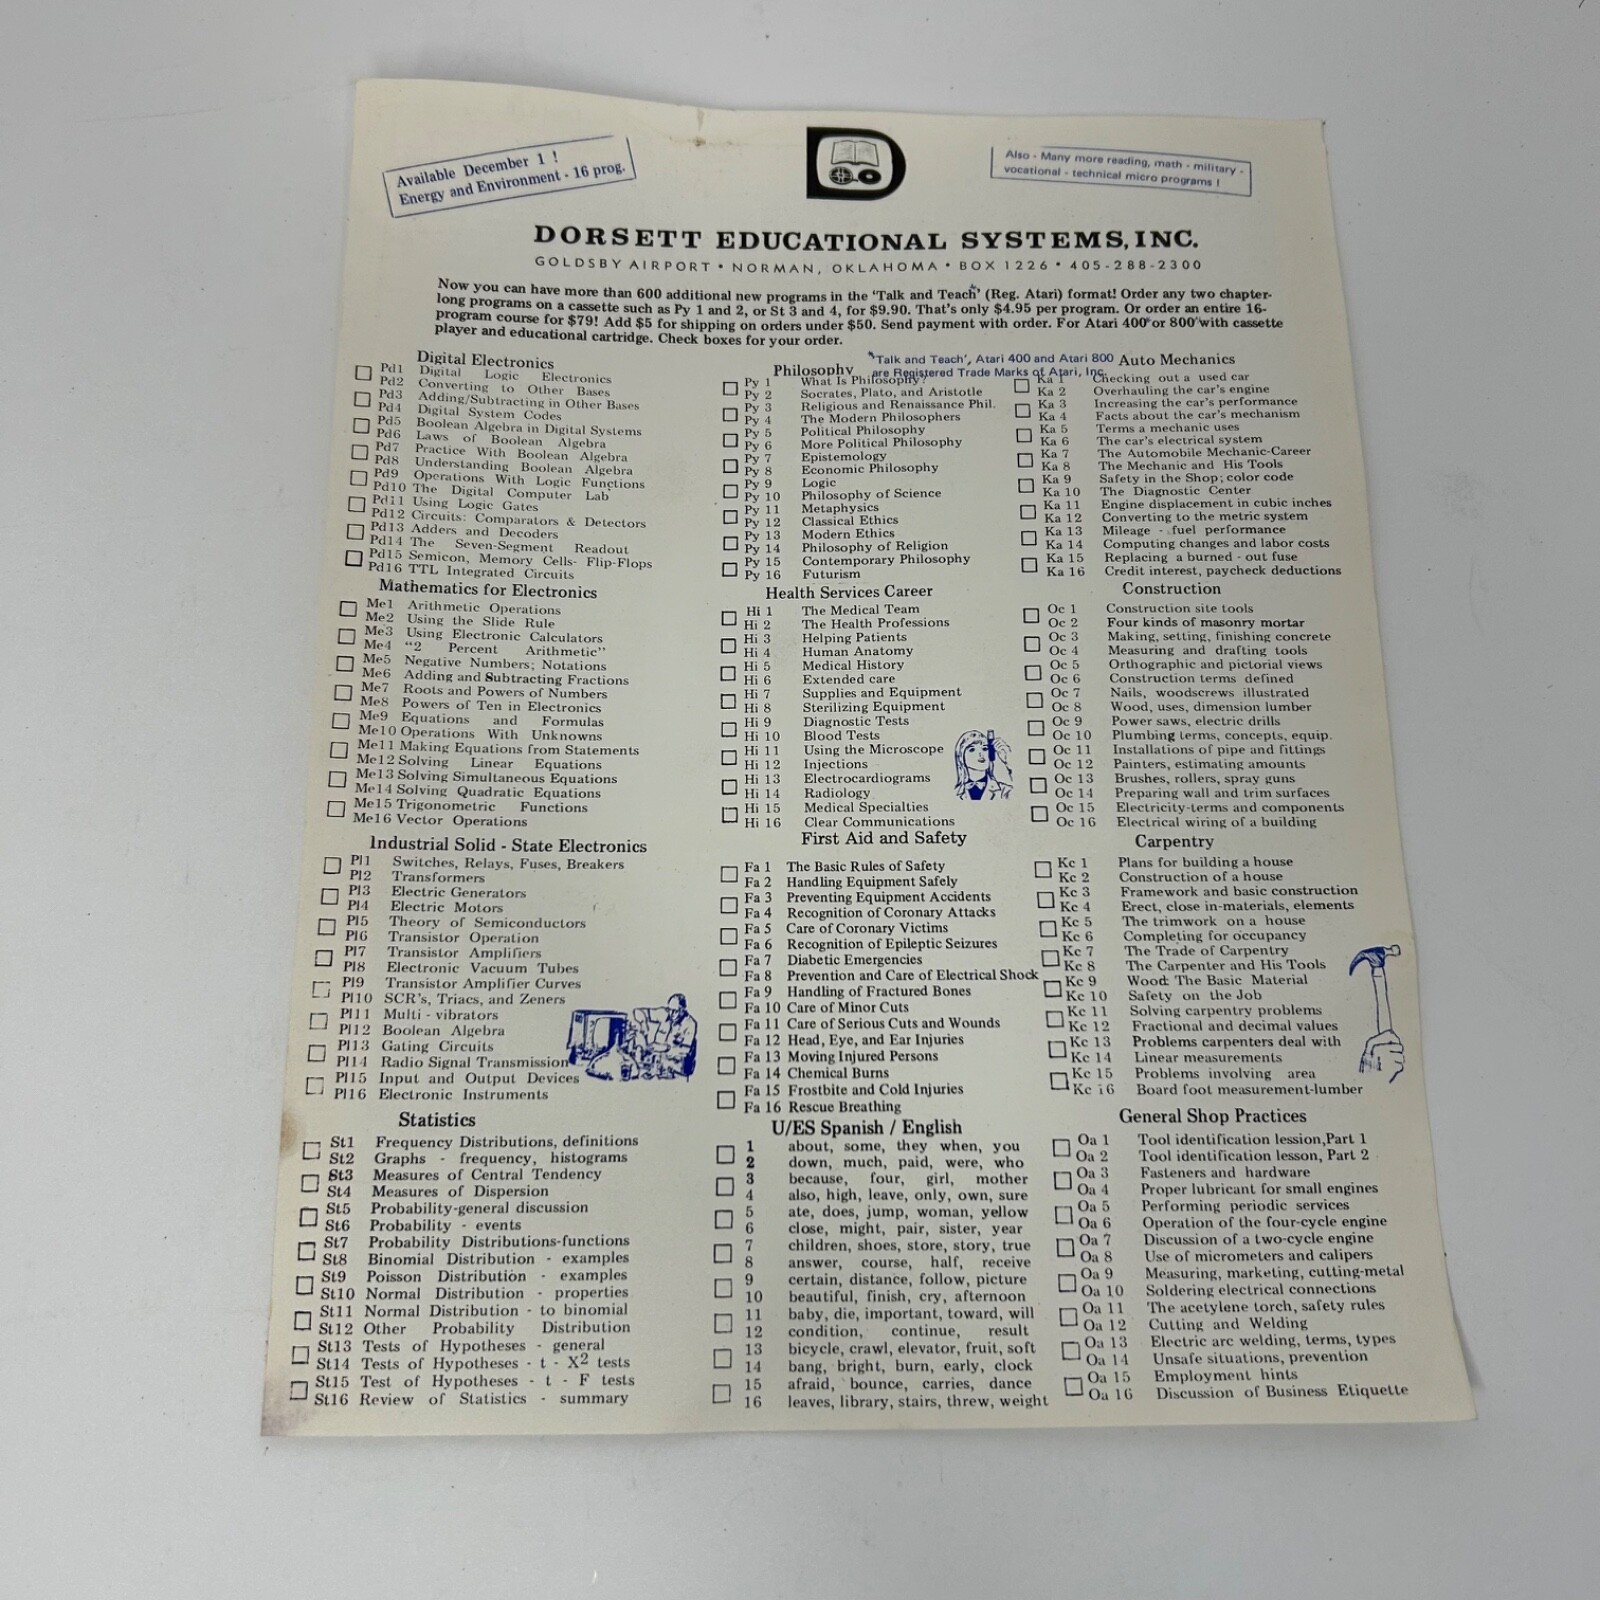 Available December 1 !
Energy and Environment - 16 prog.
Also - Many more reading, math - military -
vocational - technical micro programs !
DORSETT EDUCATIONAL SYSTEMS, INC.
GOLDSBY AIRPORT • NORMAN, OKLAHOMA • BOX 1226 • 405-288-2300
Now you can have more than 600 additional new programs in the 'Talk and Teach' (Reg. Atari) format! Order any two chapter-
long programs on a cassette such as Py 1 and 2, or St 3 and 4, for $9.90. That's only $4.95 per program. Or order an entire 16-
program course for $79! Add $5 for shipping on orders under $50. Send payment with order. For Atari 400 or 800 with cassette
player and educational cartridge. Check boxes for your order.
'Talk and Teach', Atari 400 and Atari 800
are Registered Trade Marks of Atari, Inc.
Digital Electronics
Pd1 Digital Logic Electronics
Pd2 Converting to Other Bases
Pd3 Adding/Subtracting in Other Bases
Pd4 Digital System Codes
Pd5 Boolean Algebra in Digital Systems
Pd6 Laws of Boolean Algebra
Pd7 Practice With Boolean Algebra
Pd8 Understanding Boolean Algebra
Pd9 Operations With Logic Functions
Pd10 The Digital Computer Lab
Pd11 Using Logic Gates
Pd12 Circuits: Comparators & Detectors
Pd13 Adders and Decoders
Pd14 The Seven-Segment Readout
Pd15 Semicon, Memory Cells- Flip-Flops
Pd16 TTL Integrated Circuits
Mathematics for Electronics
Me1 Arithmetic Operations
Me2 Using the Slide Rule
Me3 Using Electronic Calculators
Me4 "2 Percent Arithmetic"
Me5 Negative Numbers; Notations
Me6 Adding and Subtracting Fractions
Me7 Roots and Powers of Numbers
Me8 Powers of Ten in Electronics
Me9 Equations and Formulas
Me10 Operations With Unknowns
Me11 Making Equations from Statements
Me12 Solving Linear Equations
Me13 Solving Simultaneous Equations
Me14 Solving Quadratic Equations
Me15 Trigonometric Functions
Me16 Vector Operations
Industrial Solid - State Electronics
Pl1 Switches, Relays, Fuses, Breakers
Pl2 Transformers
Pl3 Electric Generators
Pl4 Electric Motors
Pl5 Theory of Semiconductors
Pl6 Transistor Operation
Pl7 Transistor Amplifiers
Pl8 Electronic Vacuum Tubes
Pl9 Transistor Amplifier Curves
Pl10 SCR's, Triacs, and Zeners
Pl11 Multi - vibrators
Pl12 Boolean Algebra
Pl13 Gating Circuits
Pl14 Radio Signal Transmission
Pl15 Input and Output Devices
Pl16 Electronic Instruments
Statistics
St1 Frequency Distributions, definitions
St2 Graphs - frequency, histograms
St3 Measures of Central Tendency
St4 Measures of Dispersion
St5 Probability-general discussion
St6 Probability - events
St7 Probability Distributions-functions
St8 Binomial Distribution - examples
St9 Poisson Distribution - examples
St10 Normal Distribution - properties
St11 Normal Distribution - to binomial
St12 Other Probability Distribution
St13 Tests of Hypotheses - general
St14 Tests of Hypotheses - t - X2 tests
St15 Test of Hypotheses - t - F tests
St16 Review of Statistics - summary
Philosophy
Py 1 What Is Philosophy?
Py 2 Socrates, Plato, and Aristotle
Py 3 Religious and Renaissance Phil.
Py 4 The Modern Philosophers
Py 5 Political Philosophy
Py 6 More Political Philosophy
Py 7 Epistemology
Py 8 Economic Philosophy
Py 9 Logic
Py 10 Philosophy of Science
Py 11 Metaphysics
Py 12 Classical Ethics
Py 13 Modern Ethics
Py 14 Philosophy of Religion
Py 15 Contemporary Philosophy
Py 16 Futurism
Health Services Career
Hi 1 The Medical Team
Hi 2 The Health Professions
Hi 3 Helping Patients
Hi 4 Human Anatomy
Hi 5 Medical History
Hi 6 Extended care
Hi 7 Supplies and Equipment
Hi 8 Sterilizing Equipment
Hi 9 Diagnostic Tests
Hi 10 Blood Tests
Hi 11 Using the Microscope
Hi 12 Injections
Hi 13 Electrocardiograms
Hi 14 Radiology
Hi 15 Medical Specialties
Hi 16 Clear Communications
First Aid and Safety
Fa 1 The Basic Rules of Safety
Fa 2 Handling Equipment Safely
Fa 3 Preventing Equipment Accidents
Fa 4 Recognition of Coronary Attacks
Fa 5 Care of Coronary Victims
Fa 6 Recognition of Epileptic Seizures
Fa 7 Diabetic Emergencies
Fa 8 Prevention and Care of Electrical Shock
Fa 9 Handling of Fractured Bones
Fa 10 Care of Minor Cuts
Fa 11 Care of Serious Cuts and Wounds
Fa 12 Head, Eye, and Ear Injuries
Fa 13 Moving Injured Persons
Fa 14 Chemical Burns
Fa 15 Frostbite and Cold Injuries
Fa 16 Rescue Breathing
U/ES Spanish / English
1 about, some, they when, you
2 down, much, paid, were, who
3 because, four, girl, mother
4 also, high, leave, only, own, sure
5 ate, does, jump, woman, yellow
6 close, might, pair, sister, year
7 children, shoes, store, story, true
8 answer, course, half, receive
9 certain, distance, follow, picture
10 beautiful, finish, cry, afternoon
11 baby, die, important, toward, will
12 condition, continue, result
13 bicycle, crawl, elevator, fruit, soft
14 bang, bright, burn, early, clock
15 afraid, bounce, carries, dance
16 leaves, library, stairs, threw, weight
Auto Mechanics
Ka 1 Checking out a used car
Ka 2 Overhauling the car's engine
Ka 3 Increasing the car's performance
Ka 4 Facts about the car's mechanism
Ka 5 Terms a mechanic uses
Ka 6 The car's electrical system
Ka 7 The Automobile Mechanic-Career
Ka 8 The Mechanic and His Tools
Ka 9 Safety in the Shop; color code
Ka 10 The Diagnostic Center
Ka 11 Engine displacement in cubic inches
Ka 12 Converting to the metric system
Ka 13 Mileage - fuel performance
Ka 14 Computing changes and labor costs
Ka 15 Replacing a burned - out fuse
Ka 16 Credit interest, paycheck deductions
Construction
Oc 1 Construction site tools
Oc 2 Four kinds of masonry mortar
Oc 3 Making, setting, finishing concrete
Oc 4 Measuring and drafting tools
Oc 5 Orthographic and pictorial views
Oc 6 Construction terms defined
Oc 7 Nails, woodscrews illustrated
Oc 8 Wood, uses, dimension lumber
Oc 9 Power saws, electric drills
Oc 10 Plumbing terms, concepts, equip.
Oc 11 Installations of pipe and fittings
Oc 12 Painters, estimating amounts
Oc 13 Brushes, rollers, spray guns
Oc 14 Preparing wall and trim surfaces
Oc 15 Electricity-terms and components
Oc 16 Electrical wiring of a building
Carpentry
Kc 1 Plans for building a house
Kc 2 Construction of a house
Kc 3 Framework and basic construction
Kc 4 Erect, close in-materials, elements
Kc 5 The trimwork on a house
Kc 6 Completing for occupancy
Kc 7 The Trade of Carpentry
Kc 8 The Carpenter and His Tools
Kc 9 Wood: The Basic Material
Kc 10 Safety on the Job
Kc 11 Solving carpentry problems
Kc 12 Fractional and decimal values
Kc 13 Problems carpenters deal with
Kc 14 Linear measurements
Kc 15 Problems involving area
Kc 16 Board foot measurement-lumber
General Shop Practices
Oa 1 Tool identification lession,Part 1
Oa 2 Tool identification lesson, Part 2
Oa 3 Fasteners and hardware
Oa 4 Proper lubricant for small engines
Oa 5 Performing periodic services
Oa 6 Operation of the four-cycle engine
Oa 7 Discussion of a two-cycle engine
Oa 8 Use of micrometers and calipers
Oa 9 Measuring, marketing, cutting-metal
Oa 10 Soldering electrical connections
Oa 11 The acetylene torch, safety rules
Oa 12 Cutting and Welding
Oa 13 Electric arc welding, terms, types
Oa 14 Unsafe situations, prevention
Oa 15 Employment hints
Oa 16 Discussion of Business Etiquette